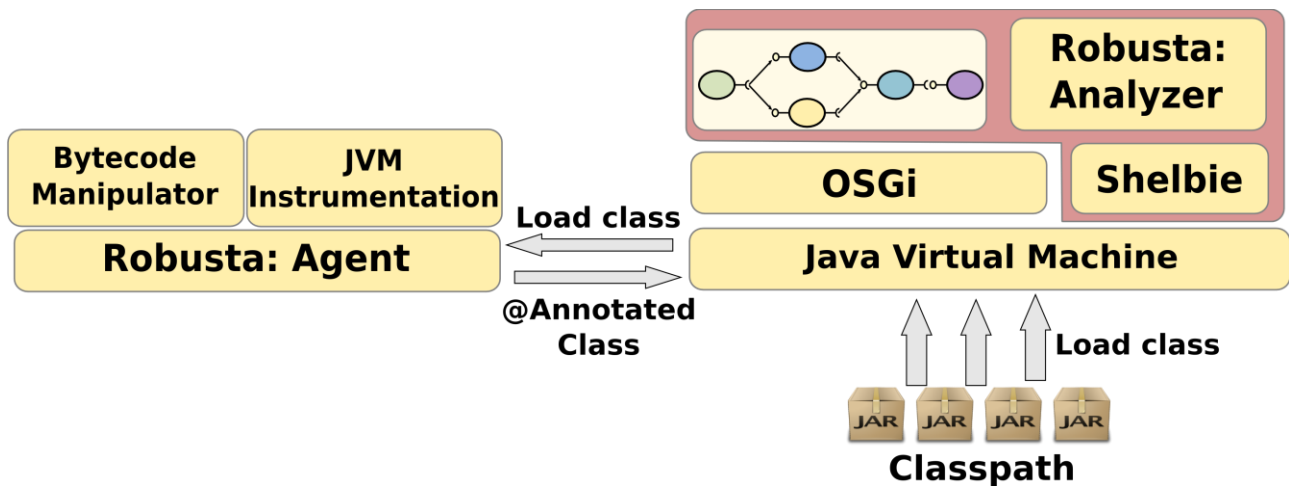 Robusta:
Analyzer
Bytecode
Manipulator
JVM
Instrumentation
OSGi
Shelbie
Load class
Robusta: Agent
Java Virtual Machine
@Annotated
Class
Load class
JAR
JAR
JAR
JAR
Classpath